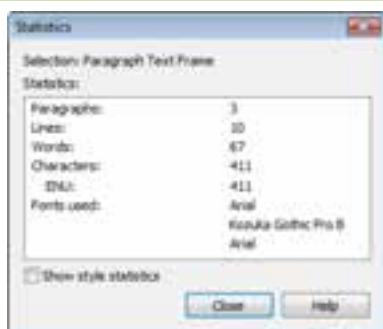 Statistics
Selection: Paragraph Text Frame
Statistics:
Paragraphs: 3
Lines: 10
Words: 67
Characters: 411
ENU: 411
Fonts used: Arial
Kozuka Gothic Pro B
Arial
Show style statistics
Close Help